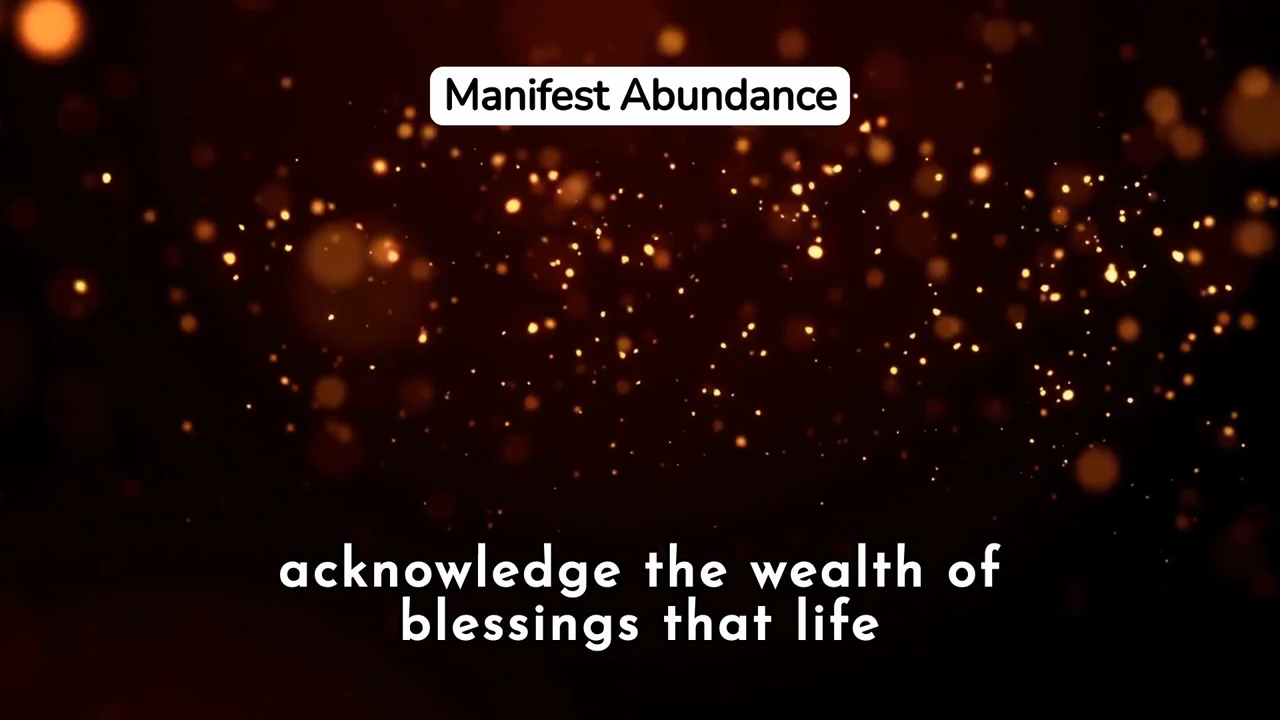 Manifest Abundance
acknowledge the wealth of
blessings that life